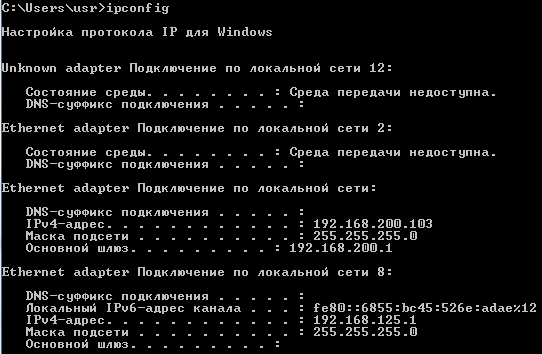 C:\Users\usr>ipconfig
Настройка протокола IP для Windows
Unknown adapter Подключение по локальной сети 12:
Состояние среды. . . . . . . . : Среда передачи недоступна.
DNS-суффикс подключения . . . . . :
Ethernet adapter Подключение по локальной сети 2:
Состояние среды. . . . . . . . : Среда передачи недоступна.
DNS-суффикс подключения . . . . . :
Ethernet adapter Подключение по локальной сети:
DNS-суффикс подключения . . . . . :
IPv4-адрес. . . . . . . . . . . . : 192.168.200.103
Маска подсети . . . . . . . . . . : 255.255.255.0
Основной шлюз. . . . . . . . . : 192.168.200.1
Ethernet adapter Подключение по локальной сети 8:
DNS-суффикс подключения . . . . . :
Локальный IPv6-адрес канала . . . : fe80::6855:bc45:526e:adae%12
IPv4-адрес. . . . . . . . . . . . : 192.168.125.1
Маска подсети . . . . . . . . . . : 255.255.255.0
Основной шлюз. . . . . . . . . :